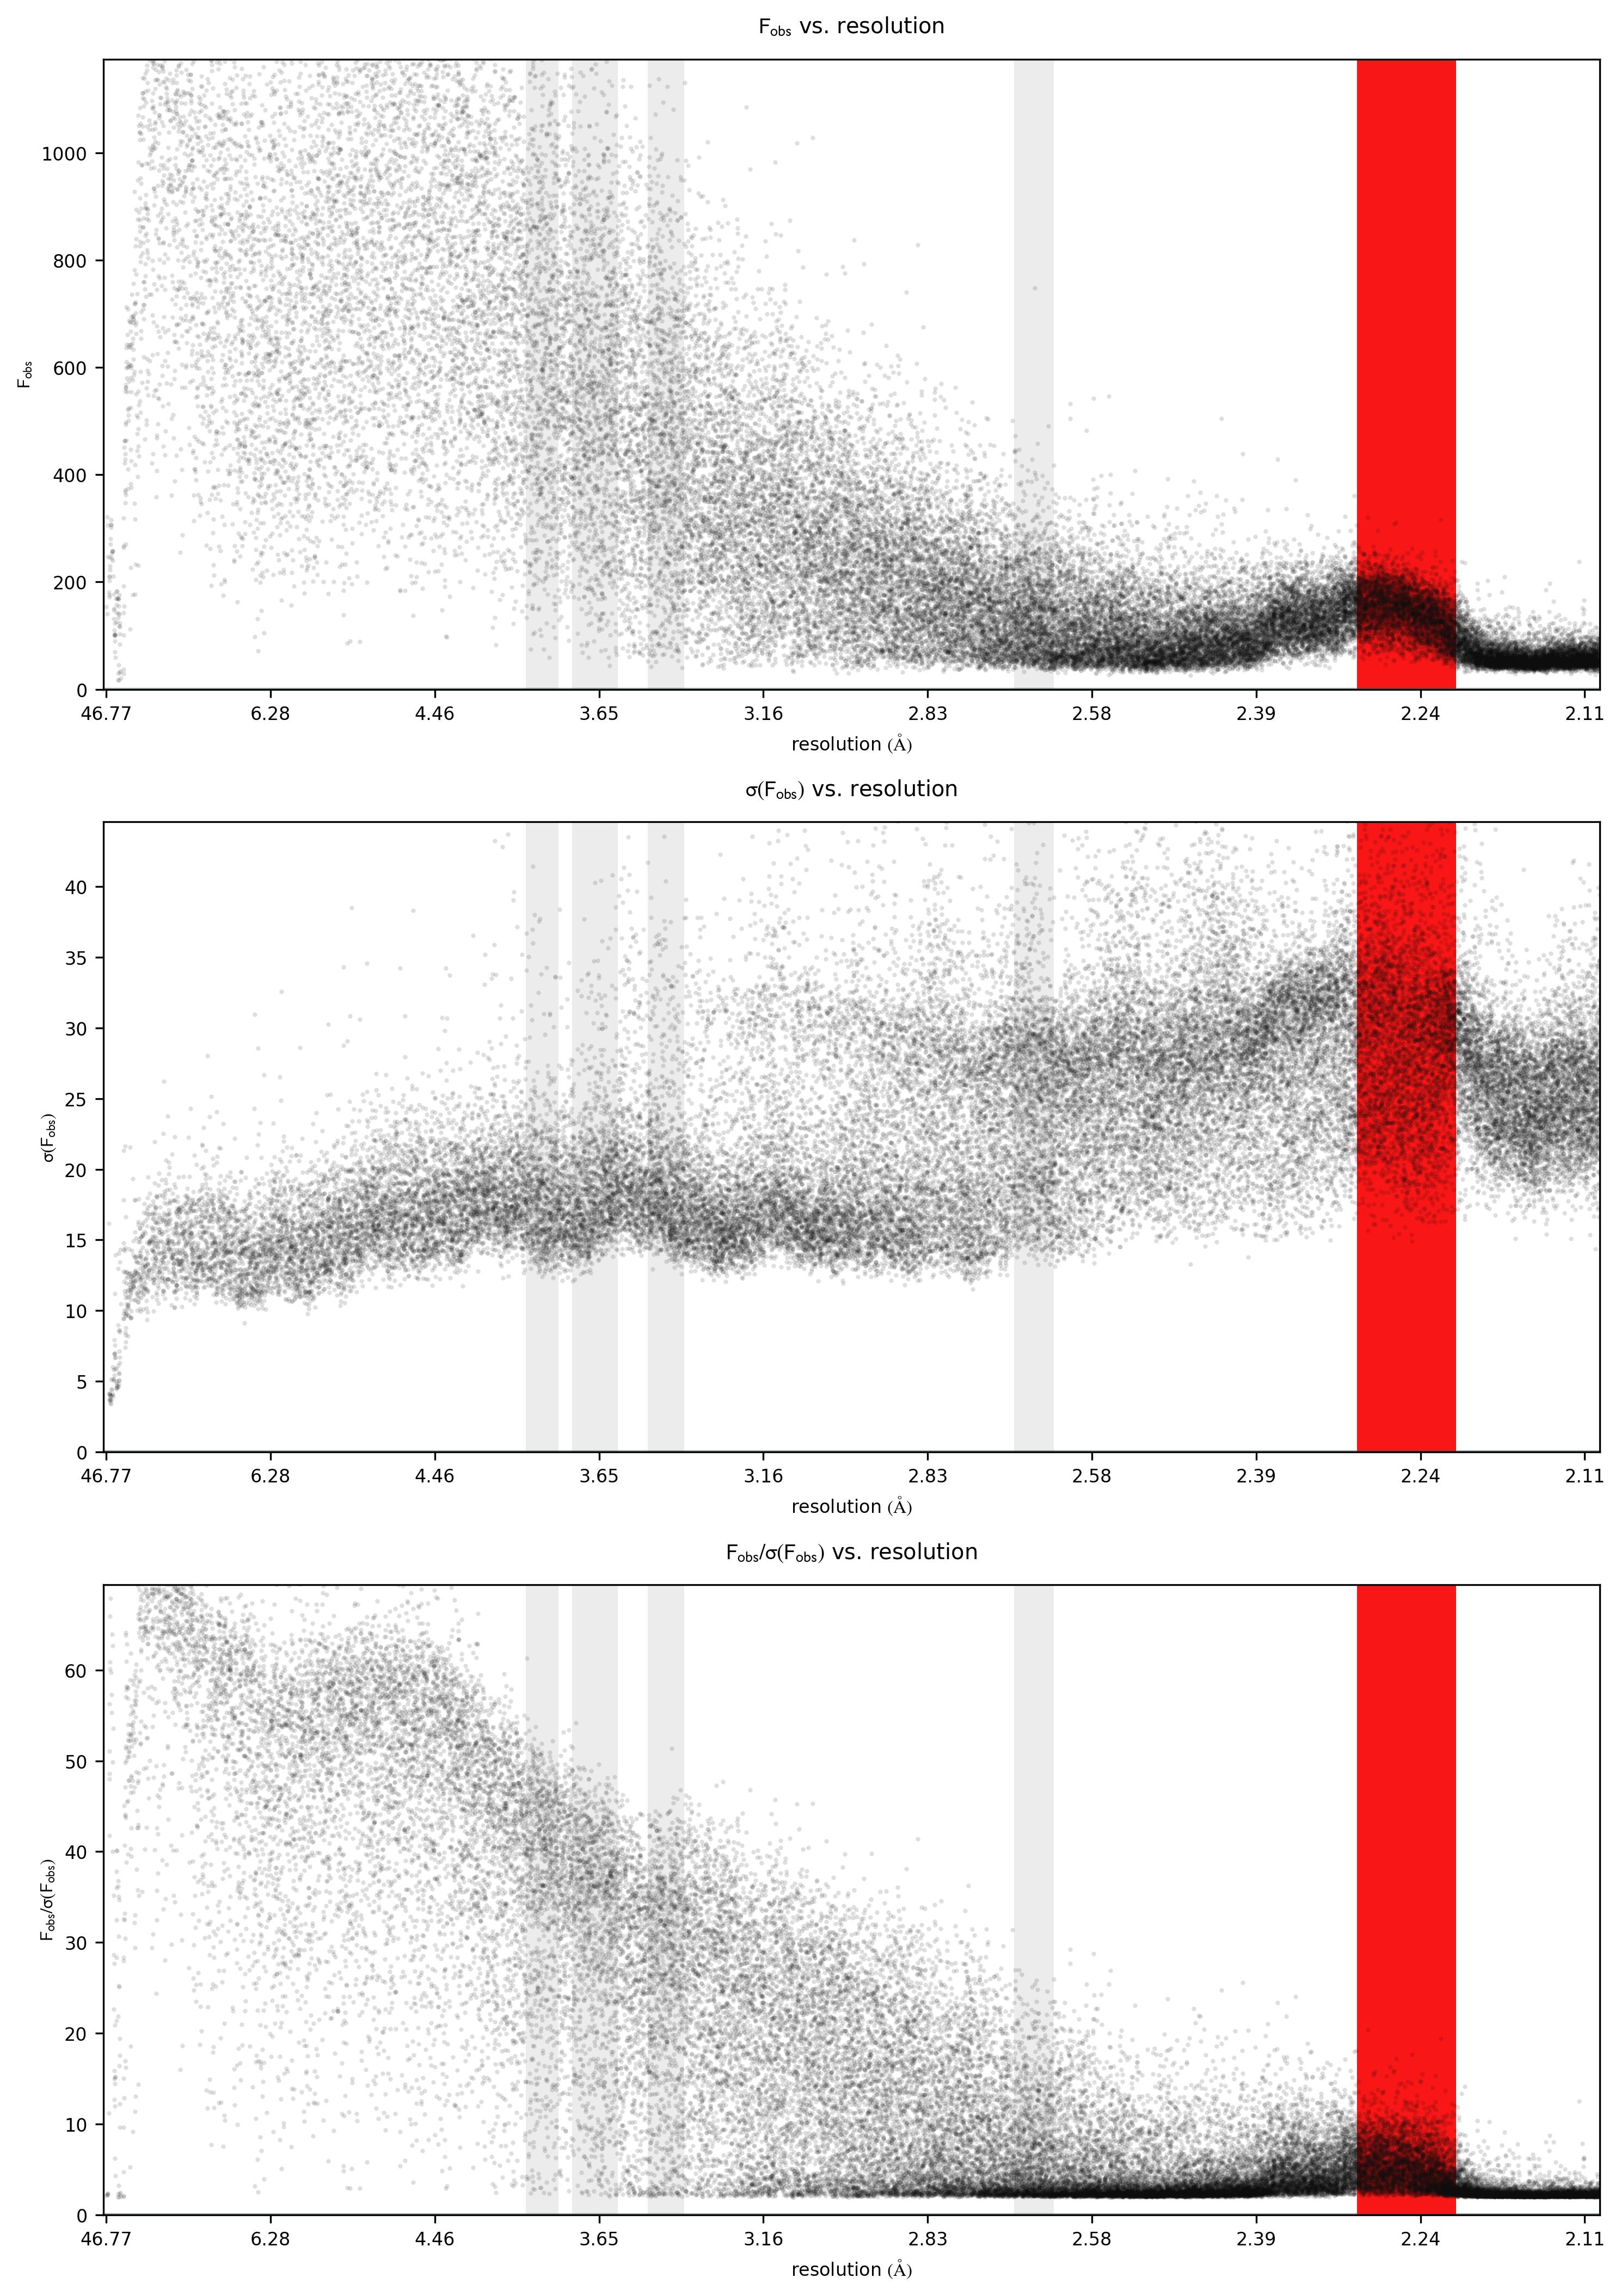 Fobs vs. resolution
Fobs
1000
800
600
400
200
0
46.77 6.28 4.46 3.65 3.16 2.83 2.58 2.39 2.24 2.11
resolution (Å)
σ(Fobs) vs. resolution
σ(Fobs)
40
35
30
25
20
15
10
5
0
46.77 6.28 4.46 3.65 3.16 2.83 2.58 2.39 2.24 2.11
resolution (Å)
Fobs/σ(Fobs) vs. resolution
Fobs/σ(Fobs)
60
50
40
30
20
10
0
46.77 6.28 4.46 3.65 3.16 2.83 2.58 2.39 2.24 2.11
resolution (Å)